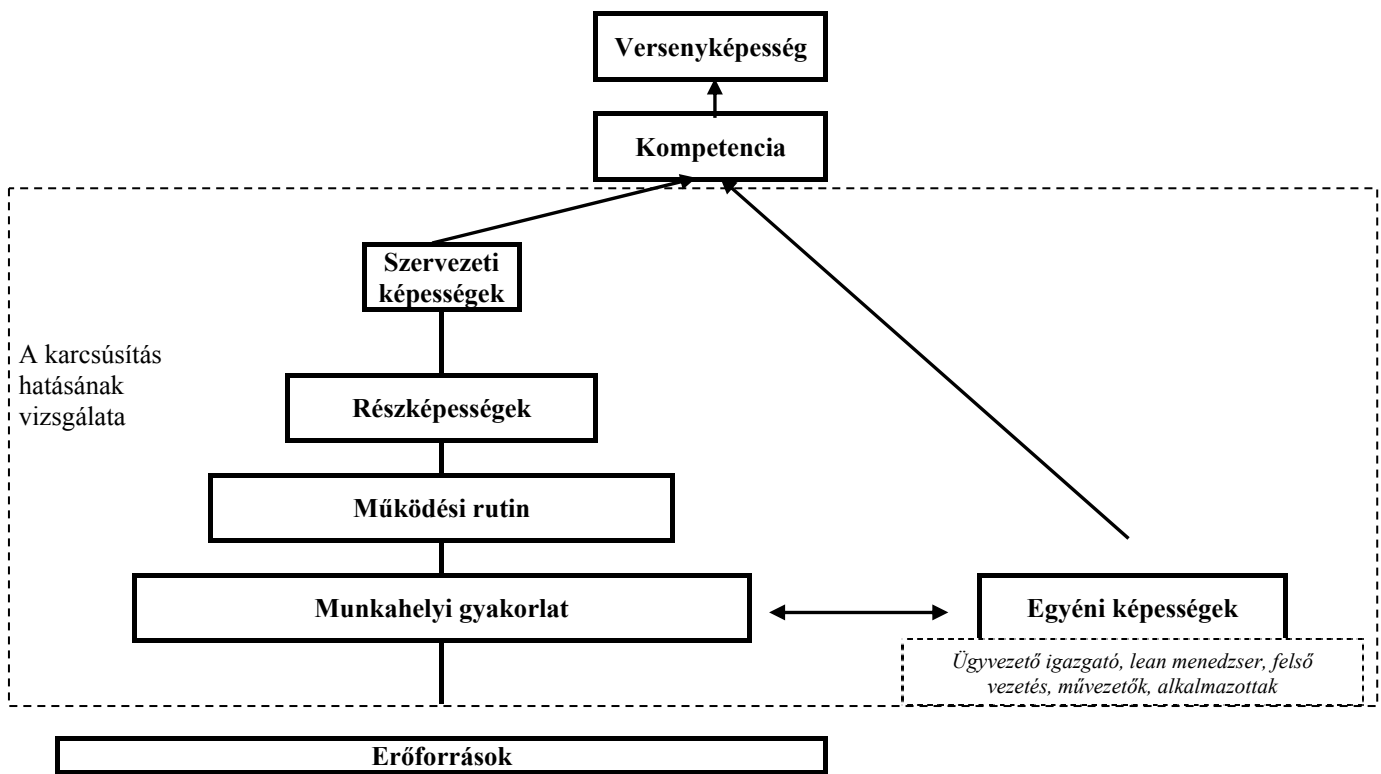 Versenyképesség
Kompetencia
Szervezeti
képességek
A karcsúsítás
hatásának
vizsgálata
Részképességek
Működési rutin
Munkahelyi gyakorlat
Egyéni képességek
Ügyvezető igazgató, lean menedzser, felső
vezetés, művezetők, alkalmazottak
Erőforrások